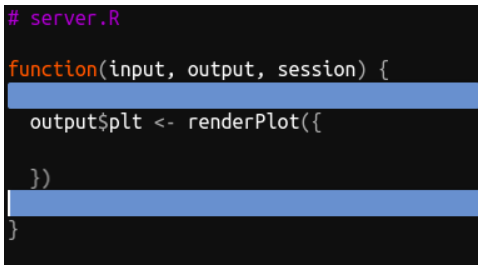 # server.R
function(input, output, session) {
output$plt <- renderPlot({
})
}